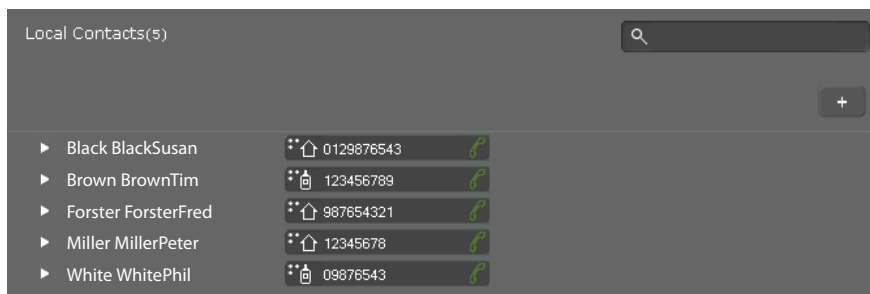 Local Contacts(5)
+
Black BlackSusan 0129876543
Brown BrownTim 123456789
Forster ForsterFred 987654321
Miller MillerPeter 12345678
White WhitePhil 09876543